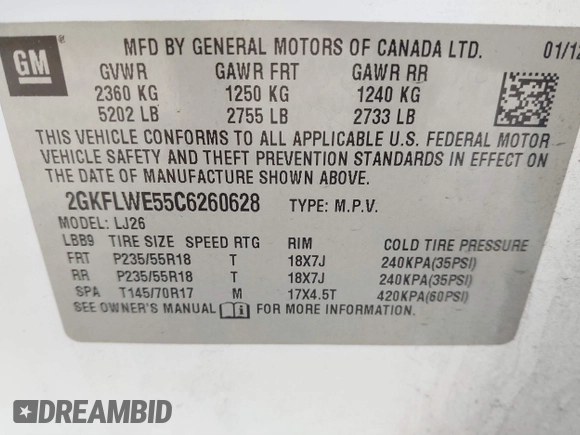 GM
MFD BY GENERAL MOTORS OF CANADA LTD. 01/12
GVWR GAWR FRT GAWR RR
2360 KG 1250 KG 1240 KG
5202 LB 2755 LB 2733 LB
THIS VEHICLE CONFORMS TO ALL APPLICABLE U.S. FEDERAL MOTOR
VEHICLE SAFETY AND THEFT PREVENTION STANDARDS IN EFFECT ON
THE DATE OF MANUFACTURE SHOWN ABOVE.
2GKFLWE55C6260628 TYPE: M.P.V.
MODEL: LJ26
LBB9 TIRE SIZE SPEED RTG RIM COLD TIRE PRESSURE
FRT P235/55R18 T 18X7J 240KPA(35PSI)
RR P235/55R18 T 18X7J 240KPA(35PSI)
SPA T145/70R17 M 17X4.5T 420KPA(60PSI)
SEE OWNER'S MANUAL FOR MORE INFORMATION.
DREAMBID